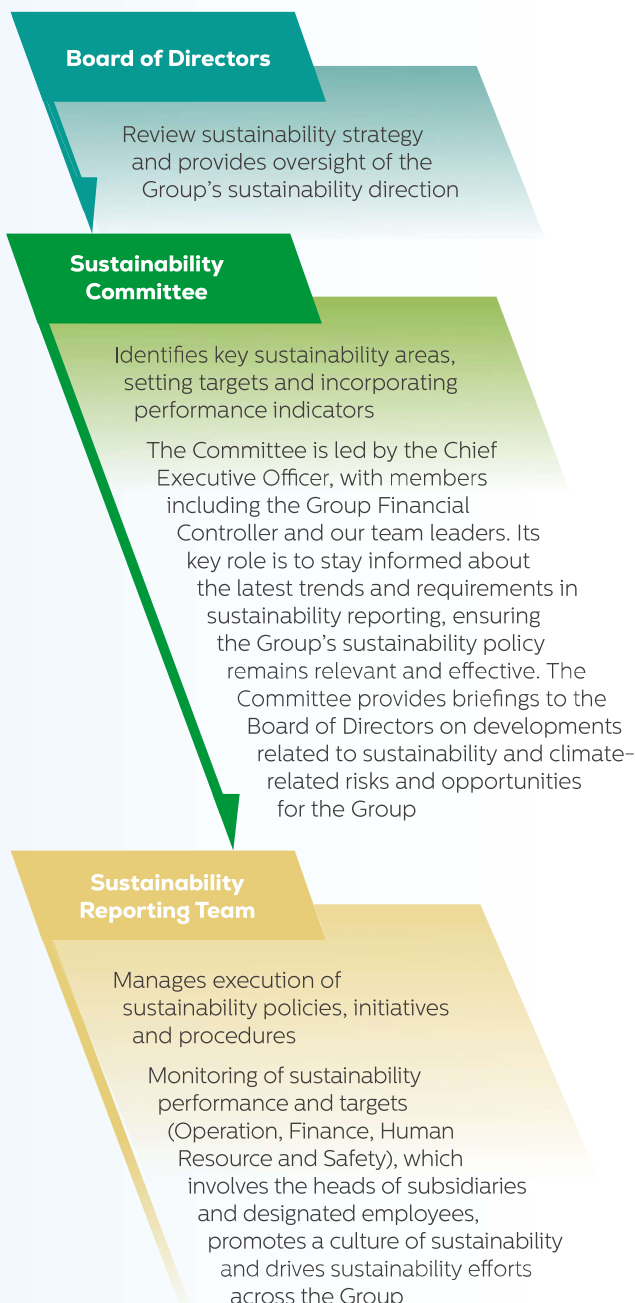 Board of Directors
Review sustainability strategy
and provides oversight of the
Group's sustainability direction
Sustainability
Committee
Identifies key sustainability areas,
setting targets and incorporating
performance indicators
The Committee is led by the Chief
Executive Officer, with members
including the Group Financial
Controller and our team leaders. Its
key role is to stay informed about
the latest trends and requirements in
sustainability reporting, ensuring
the Group's sustainability policy
remains relevant and effective. The
Committee provides briefings to the
Board of Directors on developments
related to sustainability and climate-
related risks and opportunities
for the Group
Sustainability
Reporting Team
Manages execution of
sustainability policies, initiatives
and procedures
Monitoring of sustainability
performance and targets
(Operation, Finance, Human
Resource and Safety), which
involves the heads of subsidiaries
and designated employees,
promotes a culture of sustainability
and drives sustainability efforts
across the Group